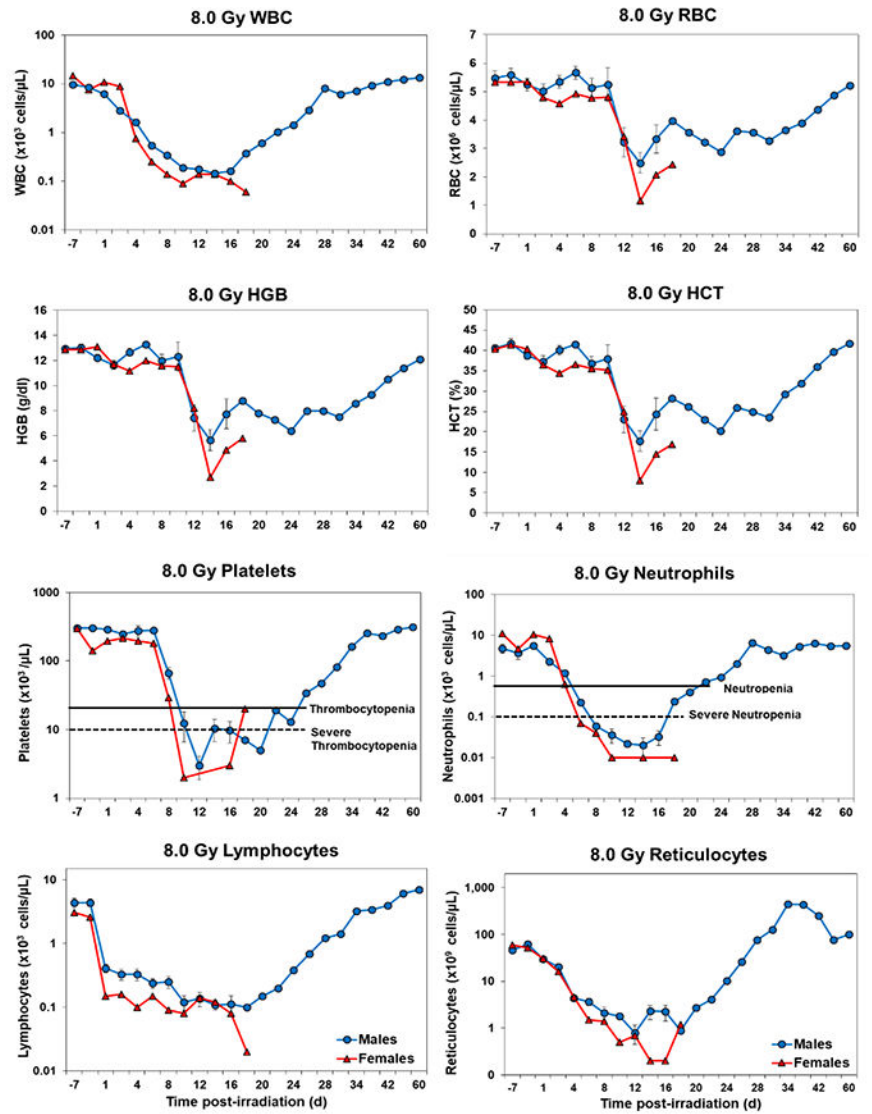 8.0 Gy WBC
WBC (x10³ cells/µL)
100
10
1
0.1
0.01
-7 1 4 8 12 16 20 24 28 34 42 60
8.0 Gy RBC
RBC (x10⁶ cells/µL)
7
6
5
4
3
2
1
0
-7 1 4 8 12 16 20 24 28 34 42 60
8.0 Gy HGB
HGB (g/dl)
16
14
12
10
8
6
4
2
0
-7 1 4 8 12 16 20 24 28 34 42 60
8.0 Gy HCT
HCT (%)
50
45
40
35
30
25
20
15
10
5
0
-7 1 4 8 12 16 20 24 28 34 42 60
8.0 Gy Platelets
Platelets (x10³ /µL)
1000
100
10
1
Thrombocytopenia
Severe
Thrombocytopenia
-7 1 4 8 12 16 20 24 28 34 42 60
8.0 Gy Neutrophils
Neutrophils (x10³ cells/µL)
100
10
1
0.1
0.01
0.001
Neutropenia
Severe Neutropenia
-7 1 4 8 12 16 20 24 28 34 42 60
8.0 Gy Lymphocytes
Lymphocytes (x10³ cells/µL)
10
1
0.1
0.01
Males
Females
-7 1 4 8 12 16 20 24 28 34 42 60
Time post-irradiation (d)
8.0 Gy Reticulocytes
Reticulocytes (x10⁹ cells/µL)
1,000
100
10
1
0
Males
Females
-7 1 4 8 12 16 20 24 28 34 42 60
Time post-irradiation (d)